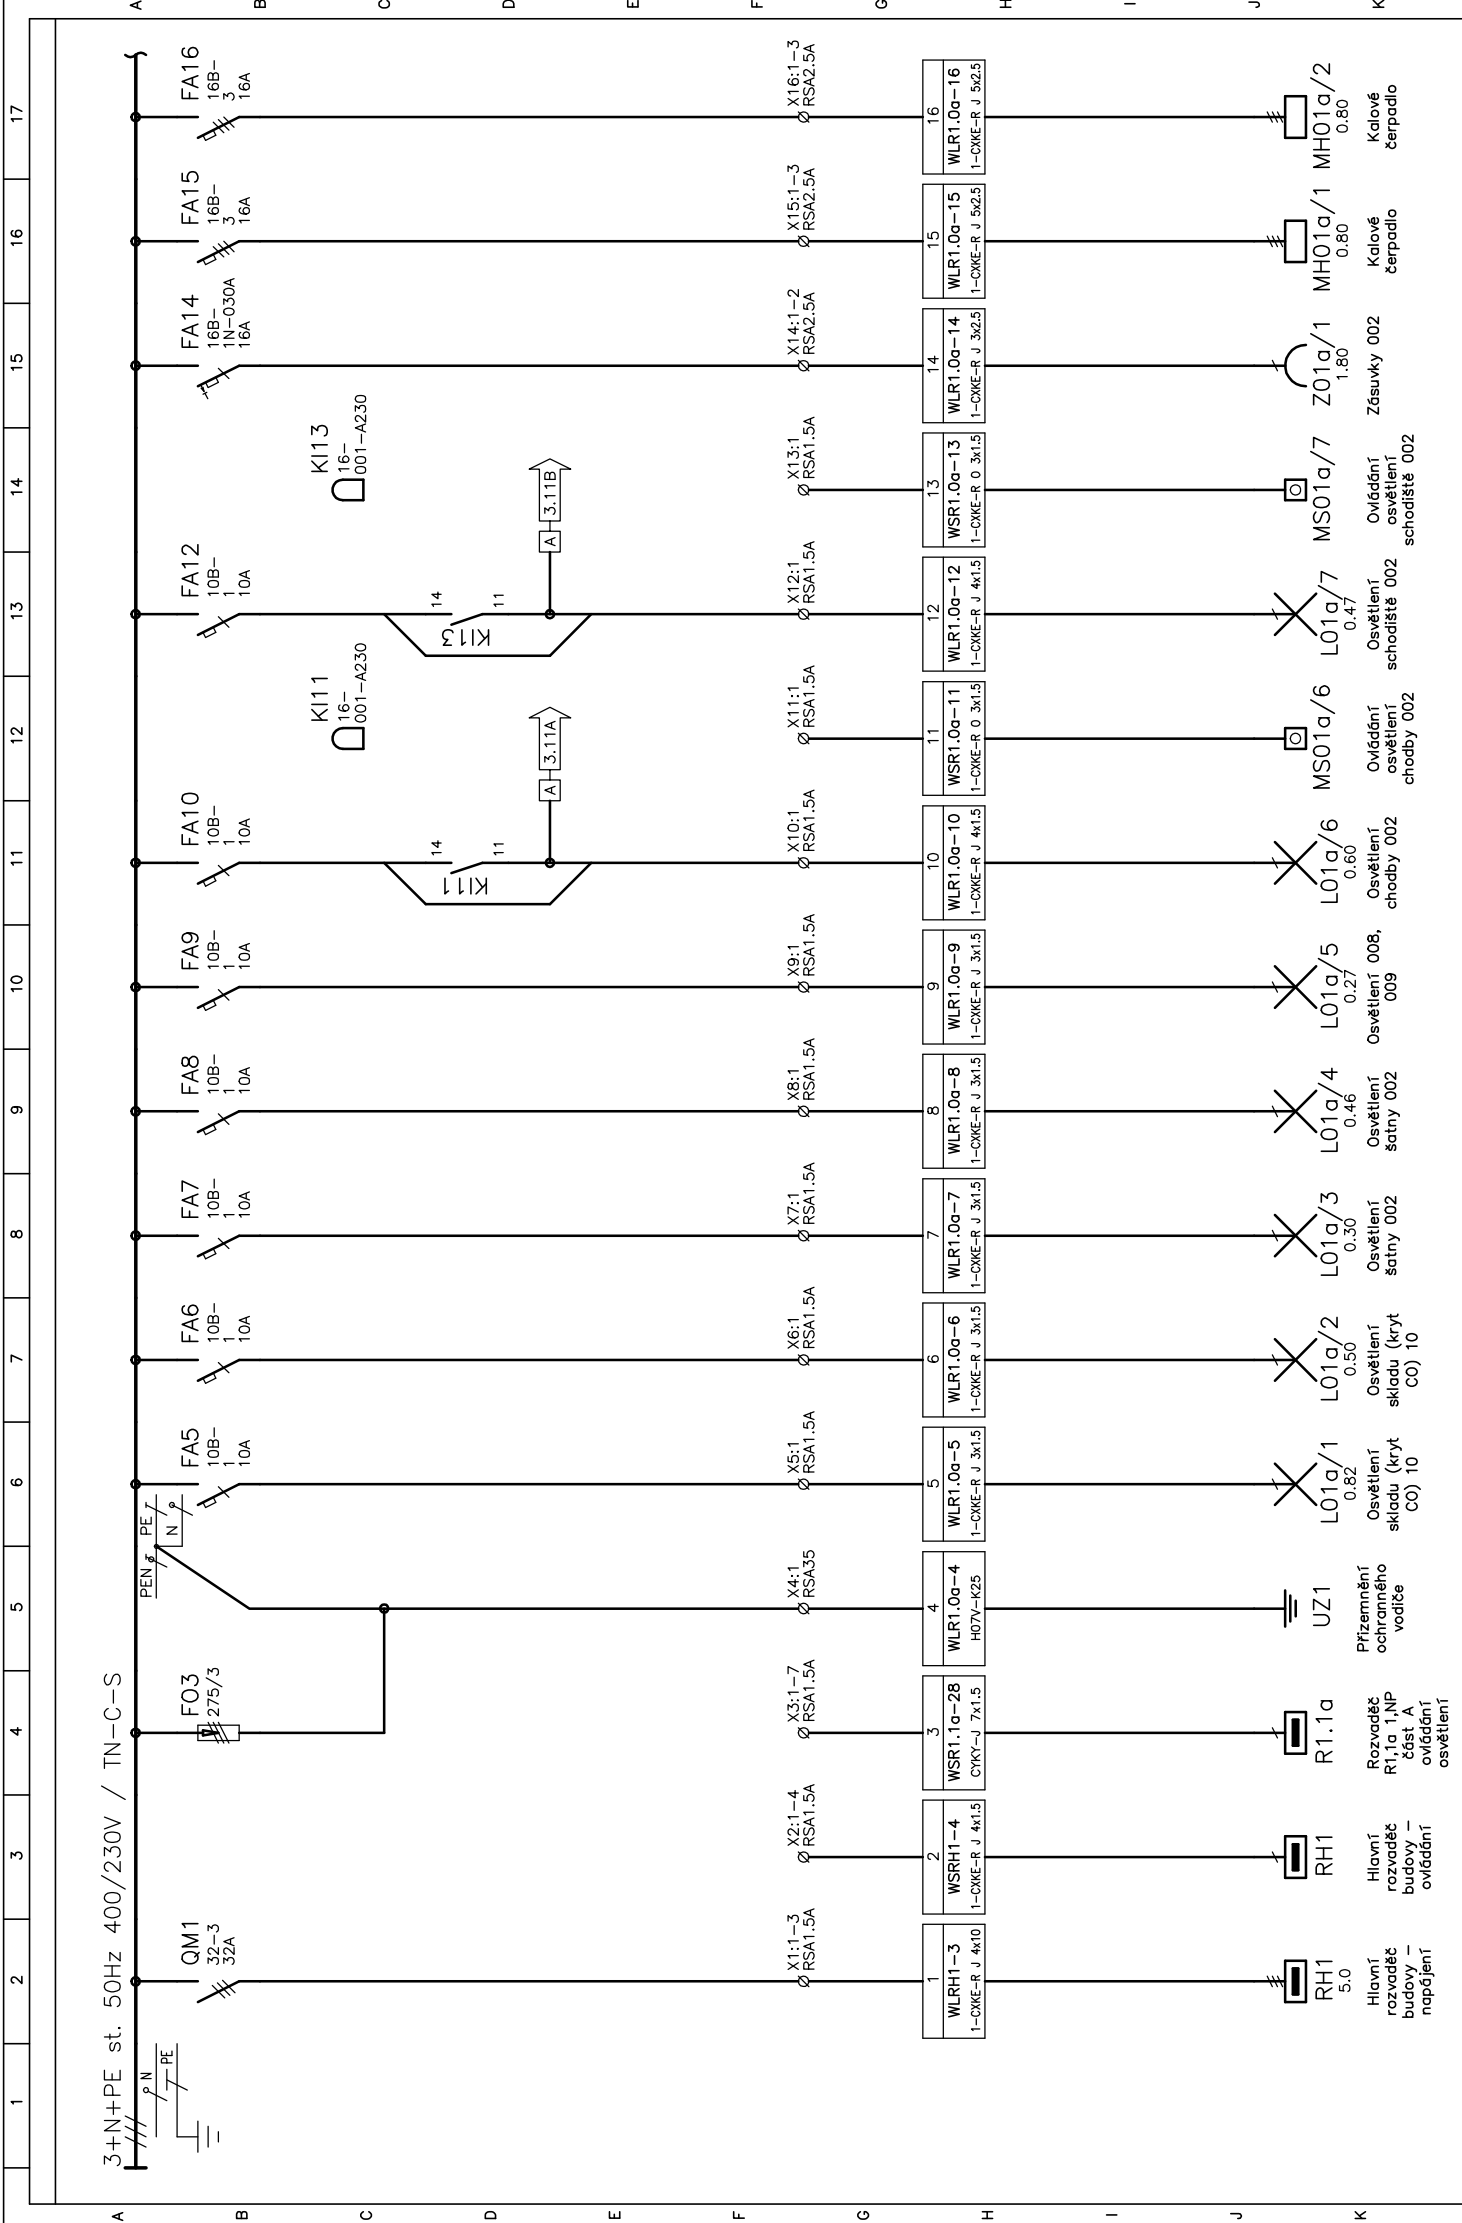 1 2 3 4 5 6 7 8 9 10 11 12 13 14 15 16 17
A
B
C
D
E
F
G
H
I
J
K
3+N+PE st. 50Hz 400/230V / TN-C-S
N
PE
QM1
32-3
32A
X1:1-3
RSA1.5A
1
WLRH1-3
1-CXKE-R J 4x10
RH1
5.0
Hlavní
rozvaděč
budovy –
napájení
X2:1-4
RSA1.5A
2
WSRH1-4
1-CXKE-R J 4x1.5
RH1
Hlavní
rozvaděč
budovy –
ovládání
FO3
275/3
X3:1-7
RSA1.5A
3
WSR1.1a-28
CYKY-J 7x1.5
R1.1a
Rozvaděč
R1,1a 1,NP
část A
ovládání
osvětlení
PEN
PE
N
X4:1
RSA35
4
WLR1.0a-4
H07V-K25
UZ1
Přizemnění
ochranného
vodiče
FA5
10B-
1
10A
X5:1
RSA1.5A
5
WLR1.0a-5
1-CXKE-R J 3x1.5
L01a/1
0.82
Osvětlení
skladu (kryt
CO) 10
FA6
10B-
1
10A
X6:1
RSA1.5A
6
WLR1.0a-6
1-CXKE-R J 3x1.5
L01a/2
0.50
Osvětlení
skladu (kryt
CO) 10
FA7
10B-
1
10A
X7:1
RSA1.5A
7
WLR1.0a-7
1-CXKE-R J 3x1.5
L01a/3
0.30
Osvětlení
šatny 002
FA8
10B-
1
10A
X8:1
RSA1.5A
8
WLR1.0a-8
1-CXKE-R J 3x1.5
L01a/4
0.46
Osvětlení
šatny 002
FA9
10B-
1
10A
X9:1
RSA1.5A
9
WLR1.0a-9
1-CXKE-R J 3x1.5
L01a/5
0.27
Osvětlení 008,
009
FA10
10B-
1
10A
14
11
KI11
A
3.11A
X10:1
RSA1.5A
10
WLR1.0a-10
1-CXKE-R J 4x1.5
L01a/6
0.60
Osvětlení
chodby 002
KI11
16-
001-A230
X11:1
RSA1.5A
11
WSR1.0a-11
1-CXKE-R O 3x1.5
MS01a/6
Ovládání
osvětlení
chodby 002
FA12
10B-
1
10A
14
11
KI13
A
3.11B
X12:1
RSA1.5A
12
WLR1.0a-12
1-CXKE-R J 4x1.5
L01a/7
0.47
Osvětlení
schodiště 002
KI13
16-
001-A230
X13:1
RSA1.5A
13
WSR1.0a-13
1-CXKE-R O 3x1.5
MS01a/7
Ovládání
osvětlení
schodiště 002
FA14
16B-
1N-030A
16A
X14:1-2
RSA2.5A
14
WLR1.0a-14
1-CXKE-R J 3x2.5
Z01a/1
1.80
Zásuvky 002
FA15
16B-
3
16A
X15:1-3
RSA2.5A
15
WLR1.0a-15
1-CXKE-R J 5x2.5
MH01a/1
0.80
Kalové
čerpadlo
FA16
16B-
3
16A
X16:1-3
RSA2.5A
16
WLR1.0a-16
1-CXKE-R J 5x2.5
MH01a/2
0.80
Kalové
čerpadlo
A
B
C
D
E
F
G
H
I
J
K